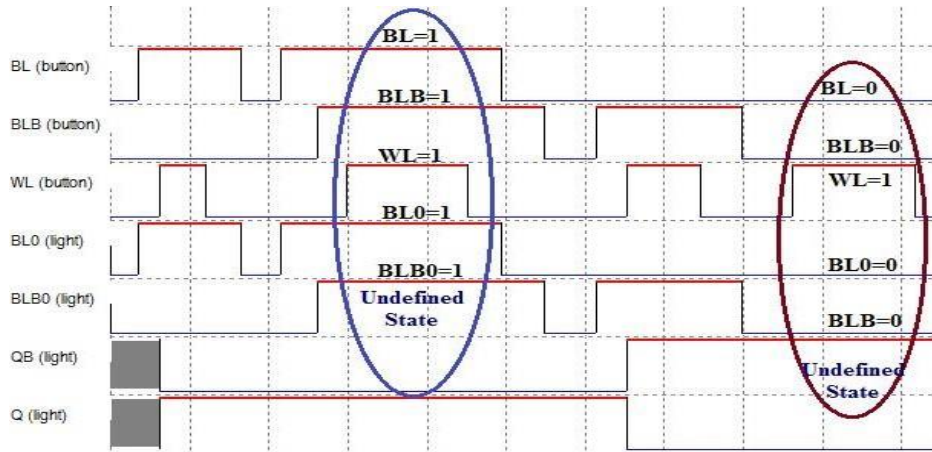 BL=1
BL (button)
BL=0
BLB=1
BLB (button)
BLB=0
WL=1
WL (button)
WL=1
BL0=1
BL0 (light)
BL0=0
BLB0=1
BLB0 (light)
Undefined
State
BLB=0
QB (light)
Undefined
State
Q (light)